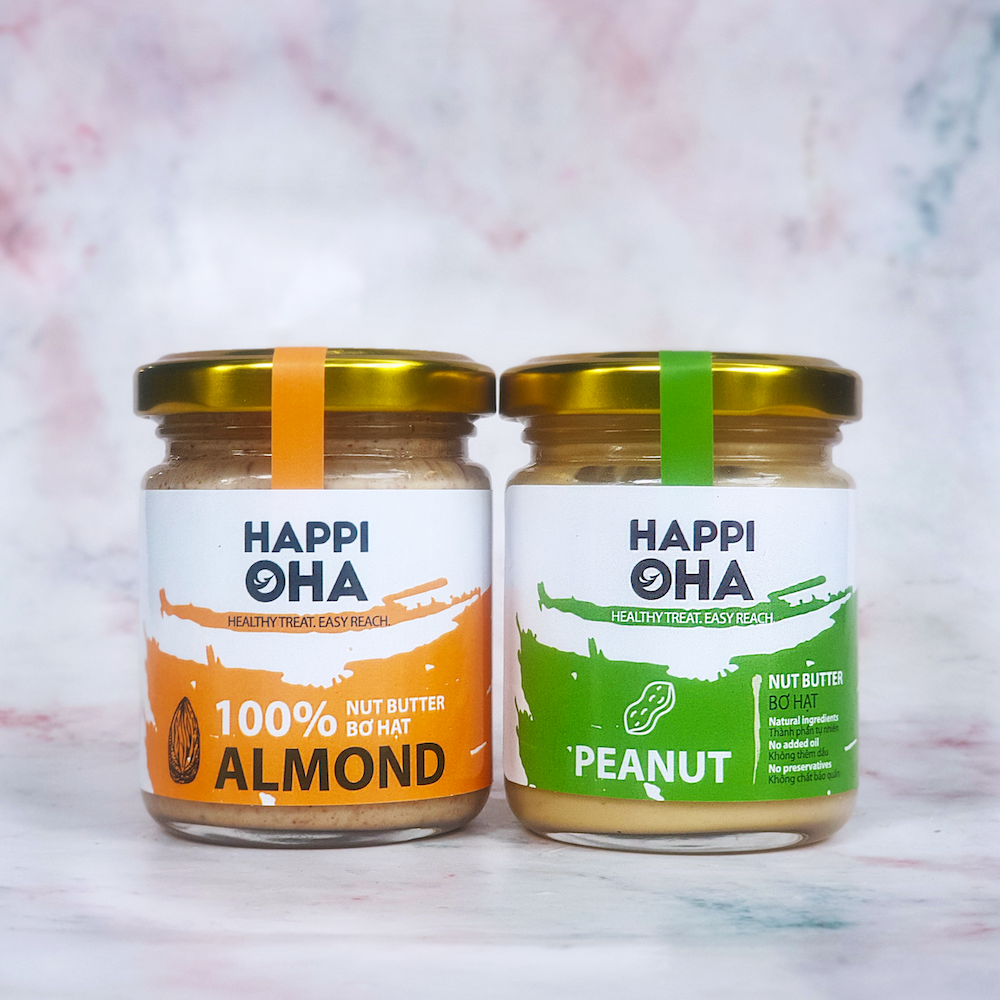 HAPPI
OHA
HEALTHY TREAT. EASY REACH.
100%
NUT BUTTER
BƠ HẠT
ALMOND
HAPPI
OHA
HEALTHY TREAT. EASY REACH.
PEANUT
NUT BUTTER
BƠ HẠT
Natural ingredients
Thành phần tự nhiên
No added oil
Không thêm dầu
No preservatives
Không chất bảo quản